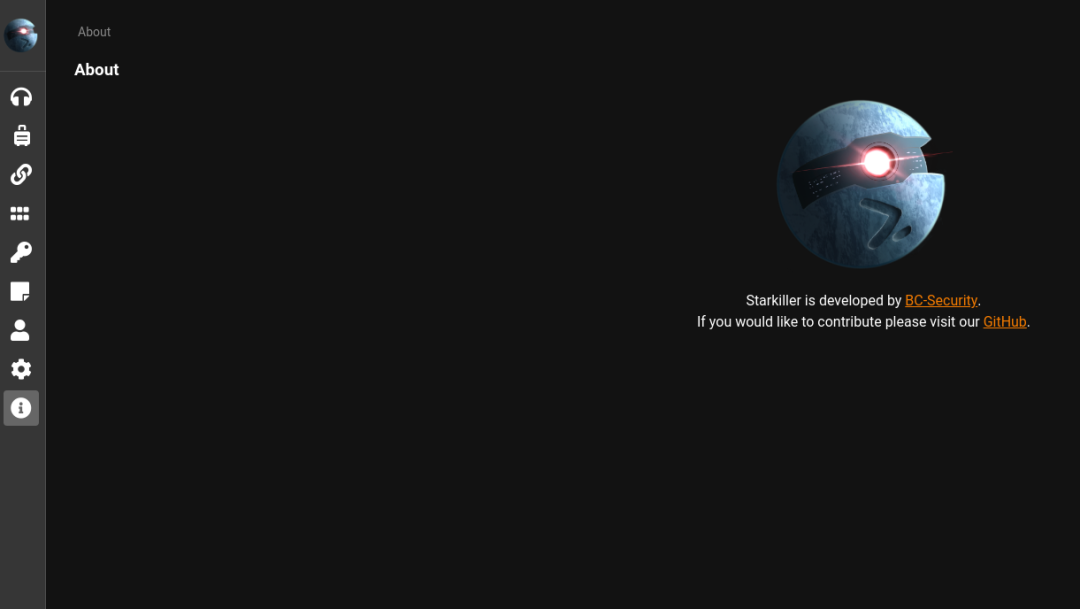 About
About
Starkiller is developed by BC-Security.
If you would like to contribute please visit our GitHub.